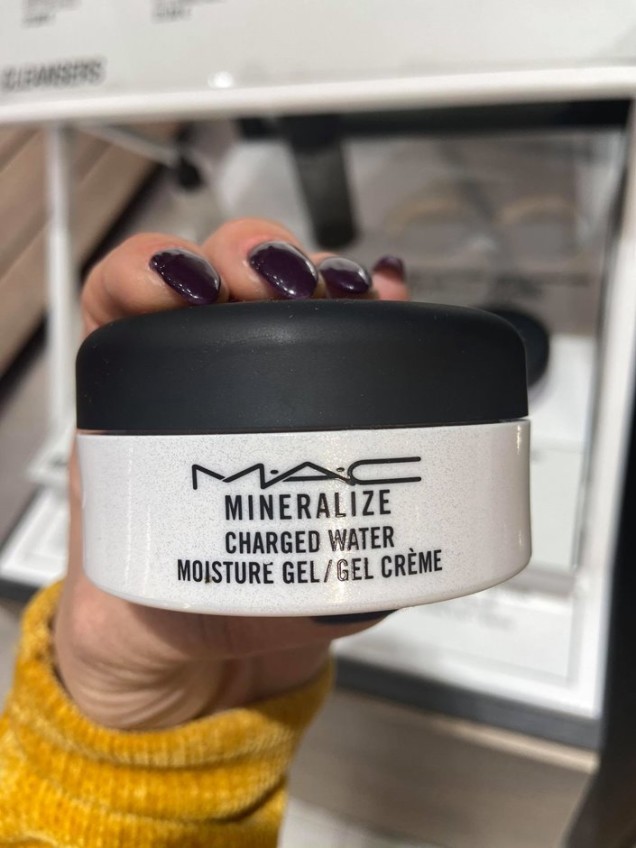 CLEANSERS
M·A·C
MINERALIZE
CHARGED WATER
MOISTURE GEL/GEL CRÈME